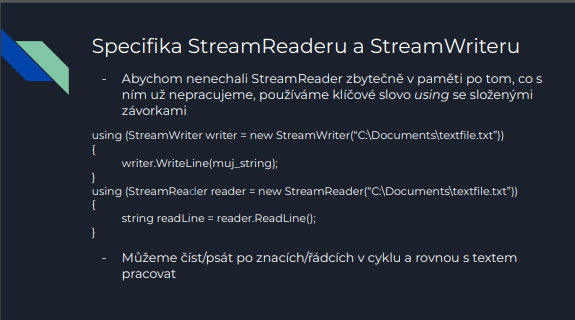 Specifika StreamReaderu a StreamWriteru
- Abychom nenechali StreamReader zbytečně v paměti po tom, co s
ním už nepracujeme, používáme klíčové slovo using se složenými
závorkami
using (StreamWriter writer = new StreamWriter(“C:\Documents\textfile.txt”))
{
writer.WriteLine(muj_string);
}
using (StreamReader reader = new StreamReader(“C:\Documents\textfile.txt”))
{
string readLine = reader.ReadLine();
}
- Můžeme číst/psát po znacích/řádcích v cyklu a rovnou s textem
pracovat